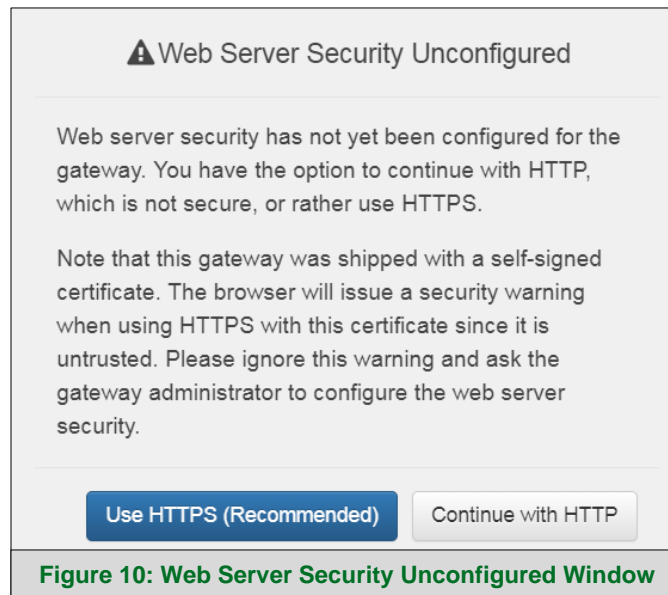 Web Server Security Unconfigured
Web server security has not yet been configured for the
gateway. You have the option to continue with HTTP,
which is not secure, or rather use HTTPS.
Note that this gateway was shipped with a self-signed
certificate. The browser will issue a security warning
when using HTTPS with this certificate since it is
untrusted. Please ignore this warning and ask the
gateway administrator to configure the web server
security.
Use HTTPS (Recommended) Continue with HTTP
Figure 10: Web Server Security Unconfigured Window